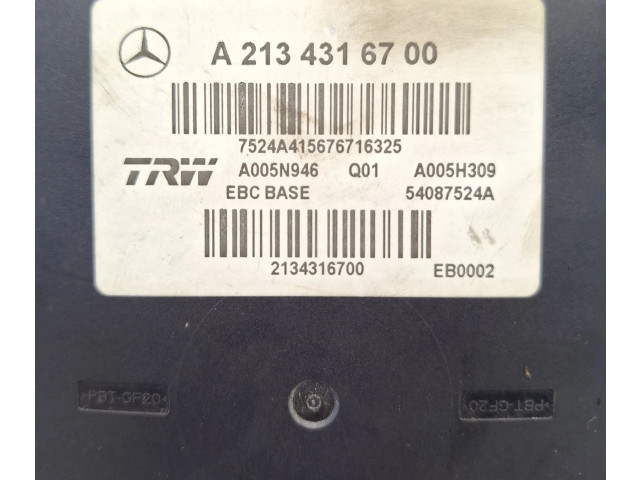 A 213 431 67 00
7524A415676716325
TRW A005N946 Q01 A005H309
EBC BASE 54087524A
2134316700 EB0002
>PBT-GF20< >PBT-GF20<